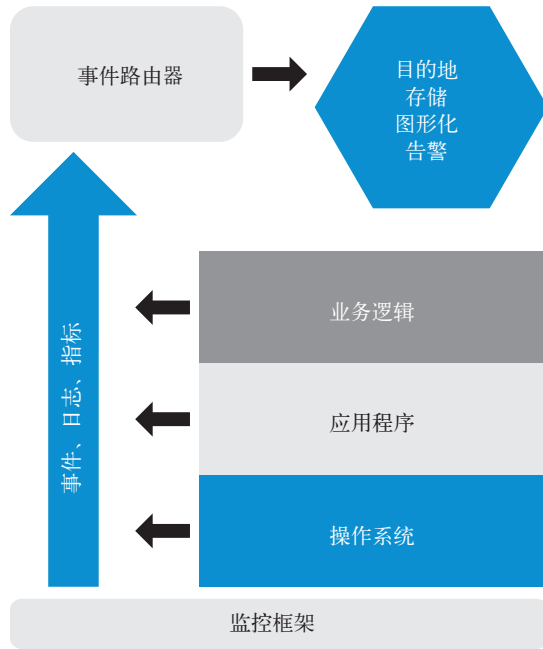 事件路由器
目的地
存储
图形化
告警
业务逻辑
事件、日志、指标
应用程序
操作系统
监控框架